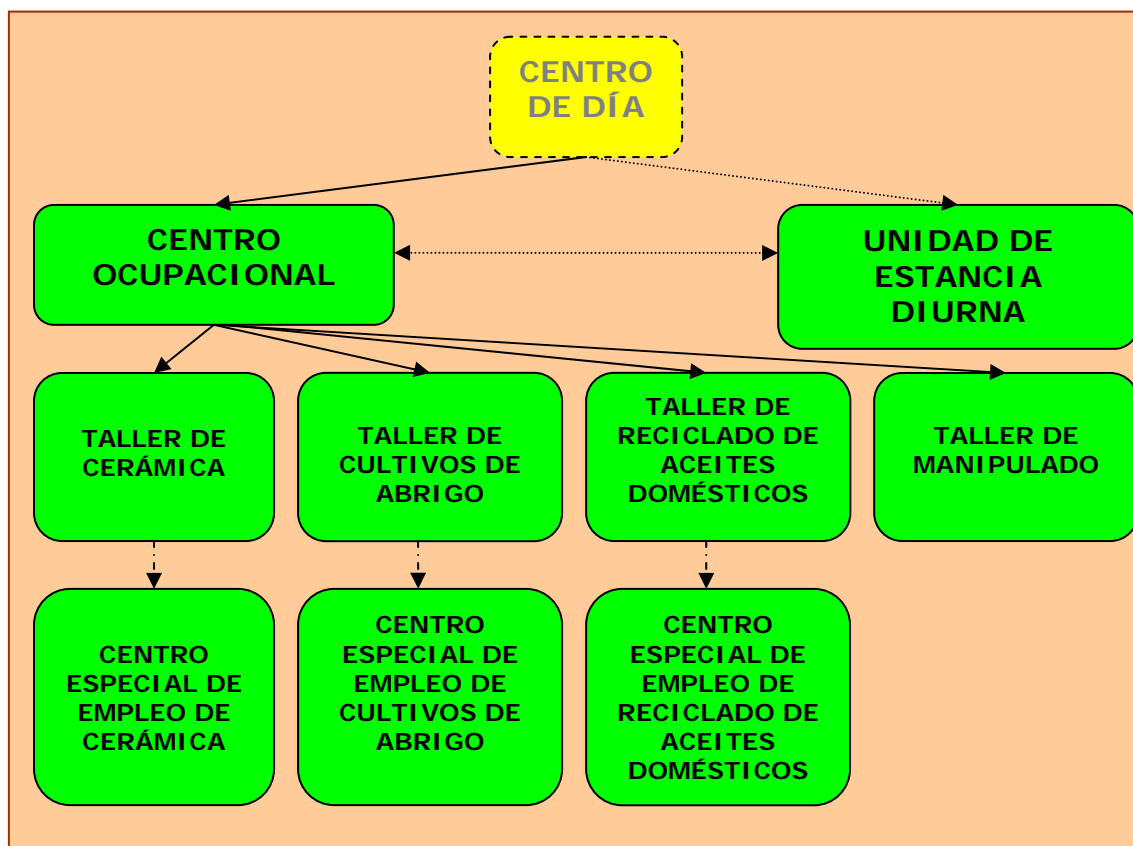 CENTRO
DE DÍA
CENTRO
OCUPACIONAL
UNIDAD DE
ESTANCIA
DIURNA
TALLER DE
CERÁMICA
TALLER DE
CULTIVOS DE
ABRIGO
TALLER DE
RECICLADO DE
ACEITES
DOMÉSTICOS
TALLER DE
MANIPULADO
CENTRO
ESPECIAL DE
EMPLEO DE
CERÁMICA
CENTRO
ESPECIAL DE
EMPLEO DE
CULTIVOS DE
ABRIGO
CENTRO
ESPECIAL DE
EMPLEO DE
RECICLADO DE
ACEITES
DOMÉSTICOS